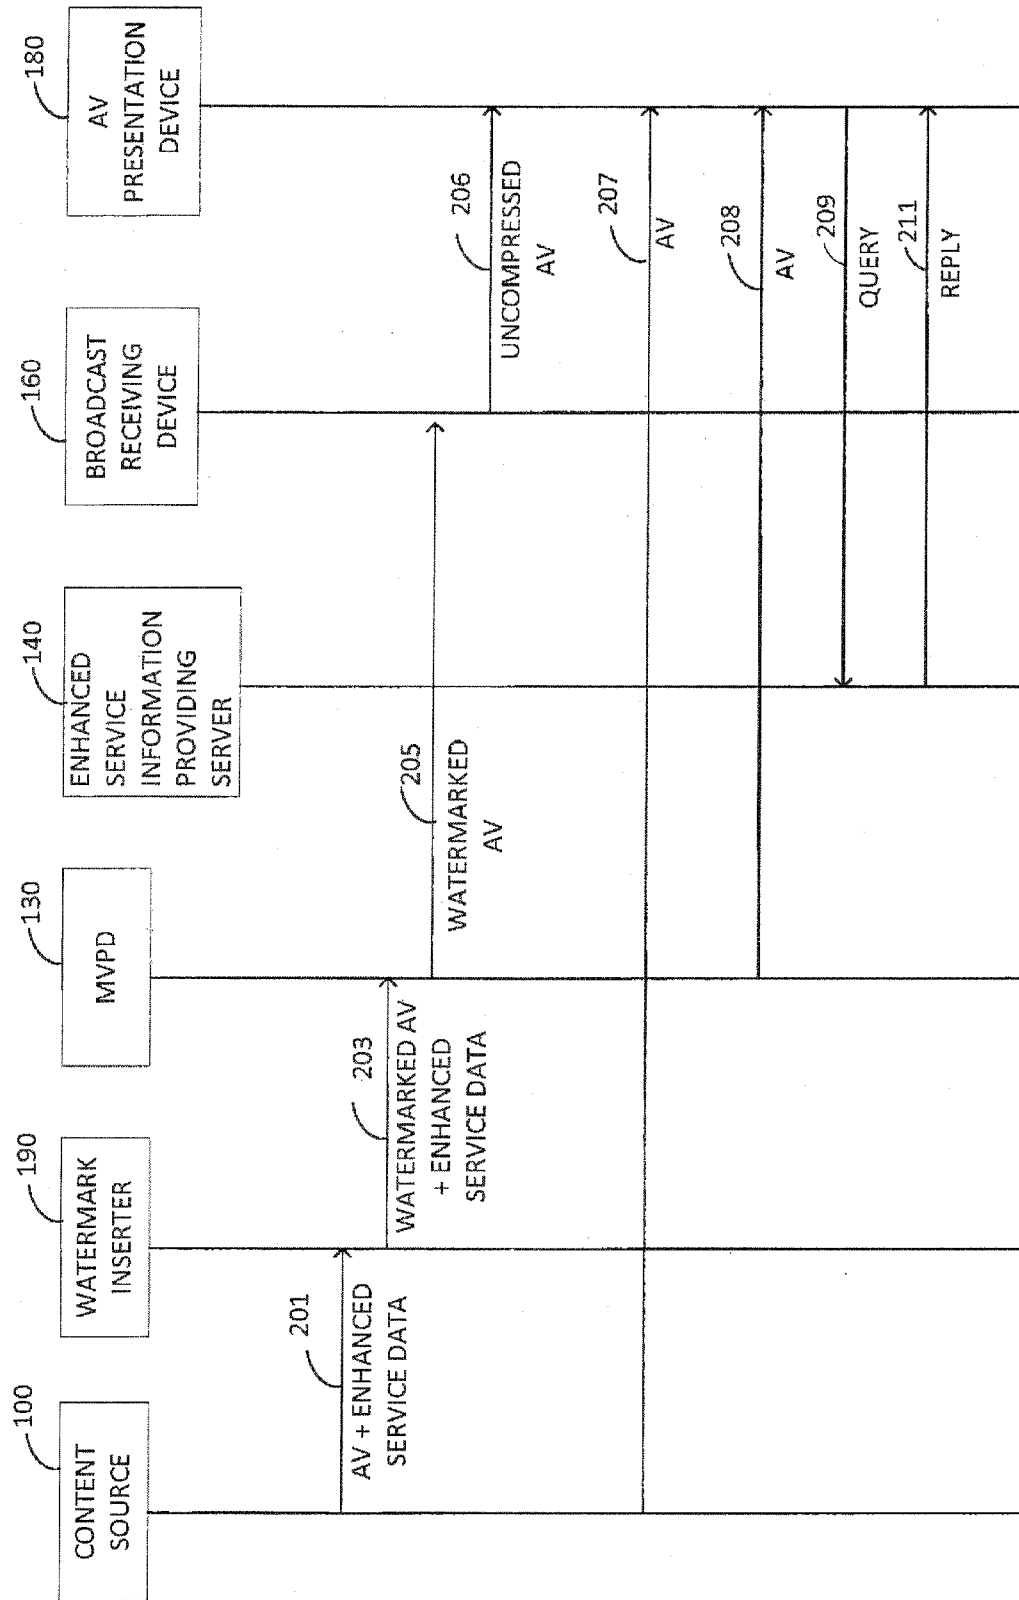 100
CONTENT
SOURCE
190
WATERMARK
INSERTER
130
MVPD
140
ENHANCED
SERVICE
INFORMATION
PROVIDING
SERVER
160
BROADCAST
RECEIVING
DEVICE
180
AV
PRESENTATION
DEVICE
201
AV + ENHANCED
SERVICE DATA
203
WATERMARKED AV
+ ENHANCED
SERVICE DATA
205
WATERMARKED
AV
206
UNCOMPRESSED
AV
207
AV
208
AV
209
QUERY
211
REPLY